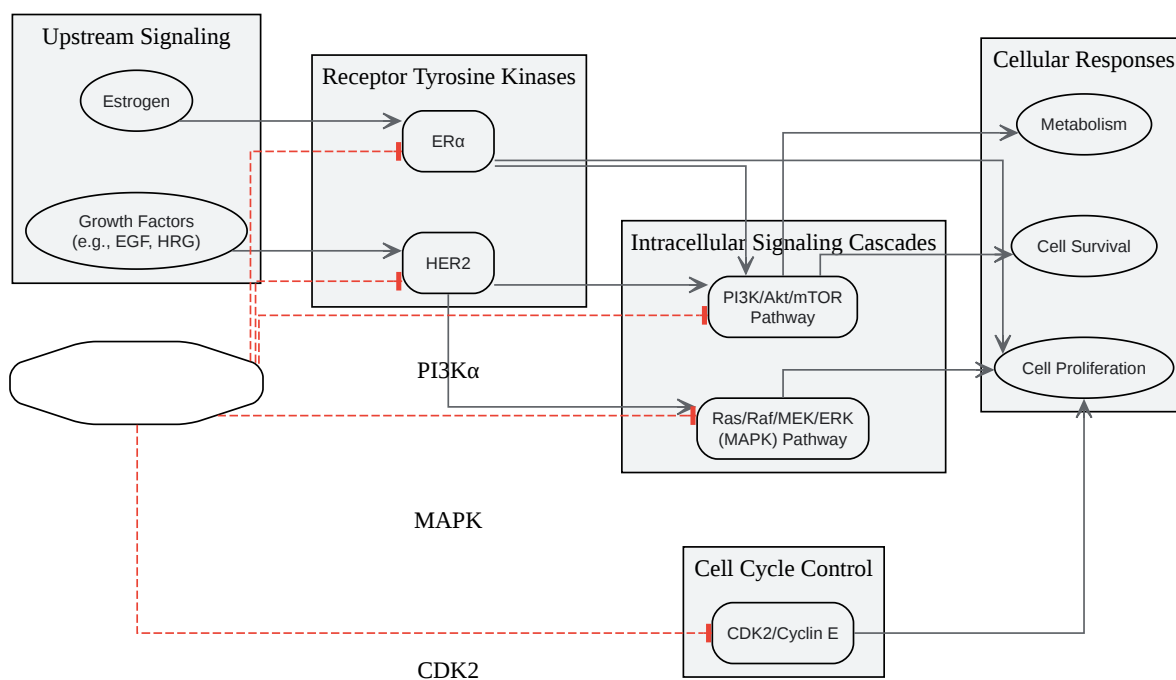 Upstream Signaling
Estrogen
Growth Factors
(e.g., EGF, HRG)
Receptor Tyrosine Kinases
ERα
HER2
Intracellular Signaling Cascades
PI3K/Akt/mTOR
Pathway
Ras/Raf/MEK/ERK
(MAPK) Pathway
Cellular Responses
Metabolism
Cell Survival
Cell Proliferation
PI3Kα
MAPK
Cell Cycle Control
CDK2/Cyclin E
CDK2